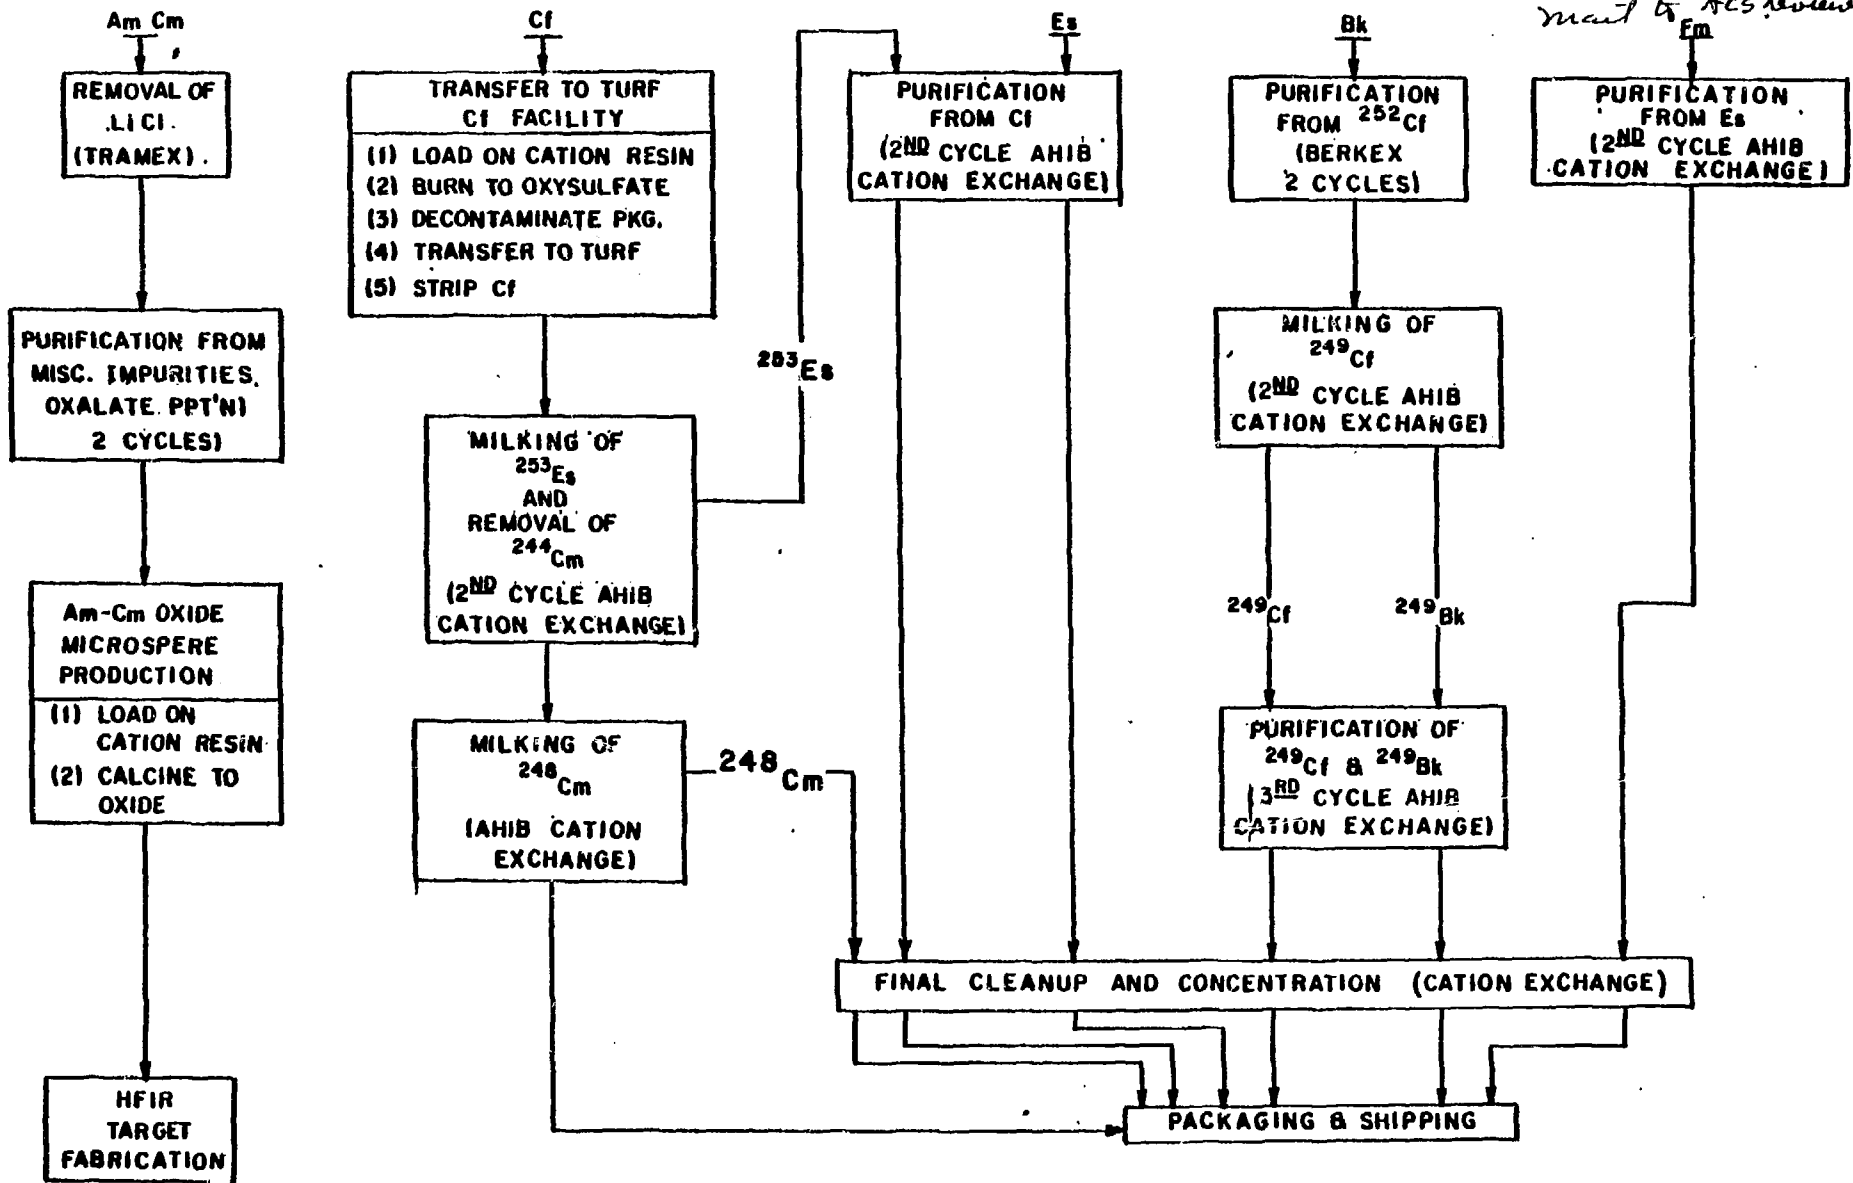 mail to ACS
Am Cm
Cf
Es
Bk
Fm
REMOVAL OF
LiCl
(TRAMEX).
PURIFICATION FROM
MISC. IMPURITIES.
OXALATE PPT'N)
2 CYCLES)
Am-Cm OXIDE
MICROSPERE
PRODUCTION
(1) LOAD ON
CATION RESIN
(2) CALCINE TO
OXIDE
HFIR
TARGET
FABRICATION
TRANSFER TO TURF
Cf FACILITY
(1) LOAD ON CATION RESIN
(2) BURN TO OXYSULFATE
(3) DECONTAMINATE PKG.
(4) TRANSFER TO TURF
(5) STRIP Cf
MILKING OF
253Es
AND
REMOVAL OF
244Cm
(2ND CYCLE AHIB
CATION EXCHANGE)
253Es
MILKING OF
248Cm
(AHIB CATION
EXCHANGE)
248Cm
PURIFICATION
FROM Cf
(2ND CYCLE AHIB
CATION EXCHANGE)
PURIFICATION
FROM 252Cf
(BERKEX
2 CYCLES)
MILKING OF
249Cf
(2ND CYCLE AHIB
CATION EXCHANGE)
249Cf
249Bk
PURIFICATION OF
249Cf & 249Bk
(3RD CYCLE AHIB
CATION EXCHANGE)
PURIFICATION
FROM Es
(2ND CYCLE AHIB
CATION EXCHANGE)
FINAL CLEANUP AND CONCENTRATION (CATION EXCHANGE)
PACKAGING & SHIPPING